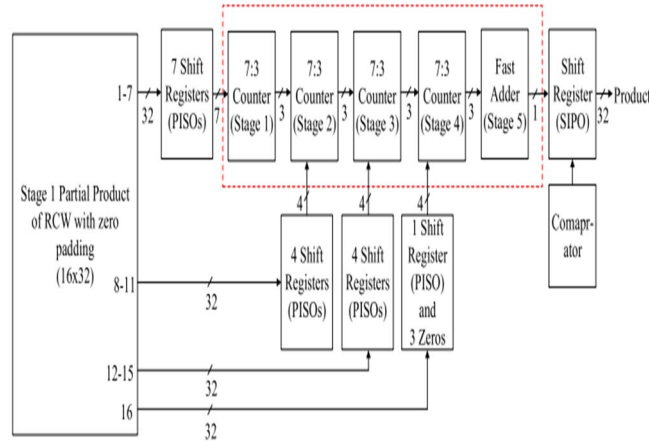 7 Shift
Registers
(PISOs)
7:3
Counter
(Stage 1)
7:3
Counter
(Stage 2)
7:3
Counter
(Stage 3)
7:3
Counter
(Stage 4)
Fast
Adder
(Stage 5)
Shift
Register
(SIPO)
1-7
32
7
3
3
3
3
1
32
Product
Stage 1 Partial Product
of RCW with zero
padding
(16x32)
4
4
4
4 Shift
Registers
(PISOs)
4 Shift
Registers
(PISOs)
1 Shift
Register
(PISO)
and
3 Zeros
Comapr-
ator
8-11
32
12-15
32
16
32